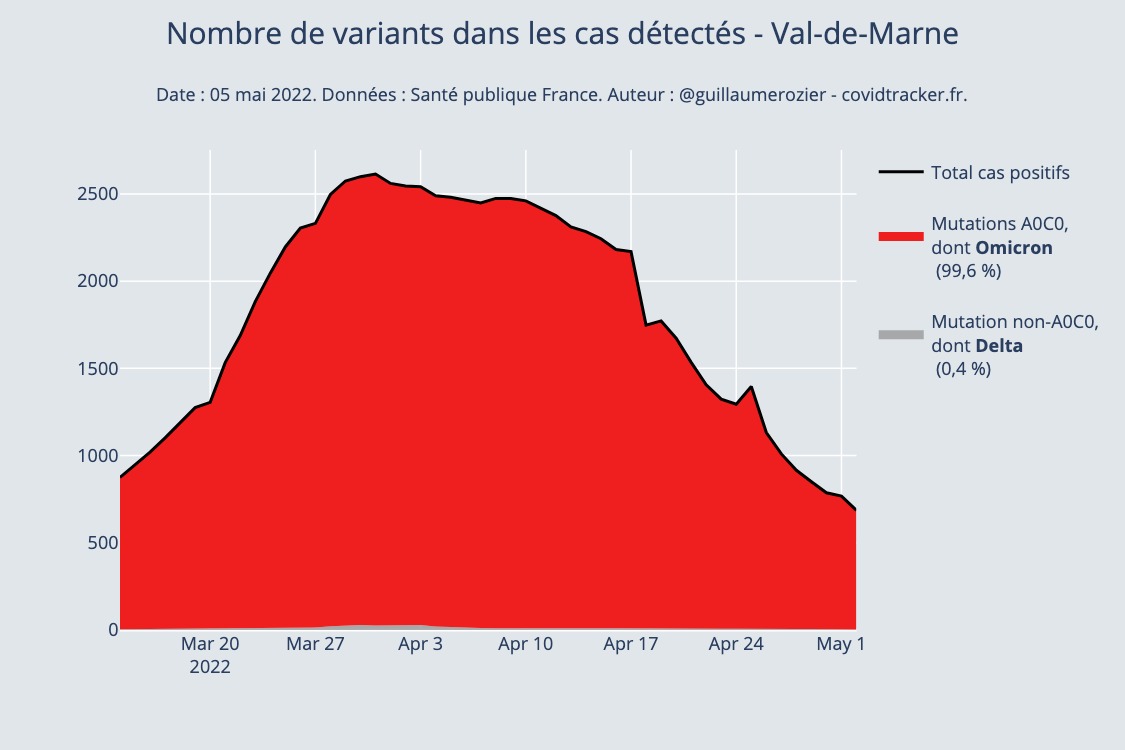 Nombre de variants dans les cas détectés - Val-de-Marne
Date : 05 mai 2022. Données : Santé publique France. Auteur : @guillaumerozier - covidtracker.fr.
Total cas positifs
Mutations A0C0,
dont Omicron
(99,6 %)
Mutation non-A0C0,
dont Delta
(0,4 %)
2500
2000
1500
1000
500
0
Mar 20
2022
Mar 27
Apr 3
Apr 10
Apr 17
Apr 24
May 1